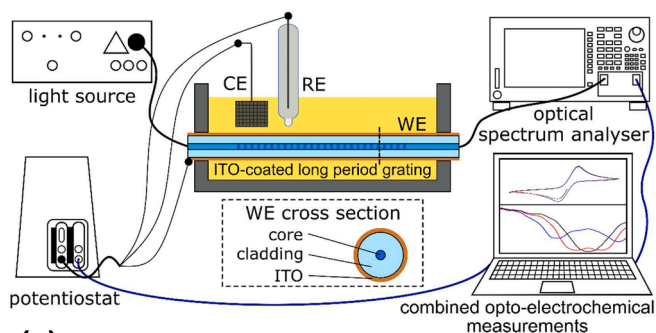 light source
CE
RE
WE
optical
spectrum analyser
ITO-coated long period grating
WE cross section
core
cladding
ITO
potentiostat
combined opto-electrochemical
measurements